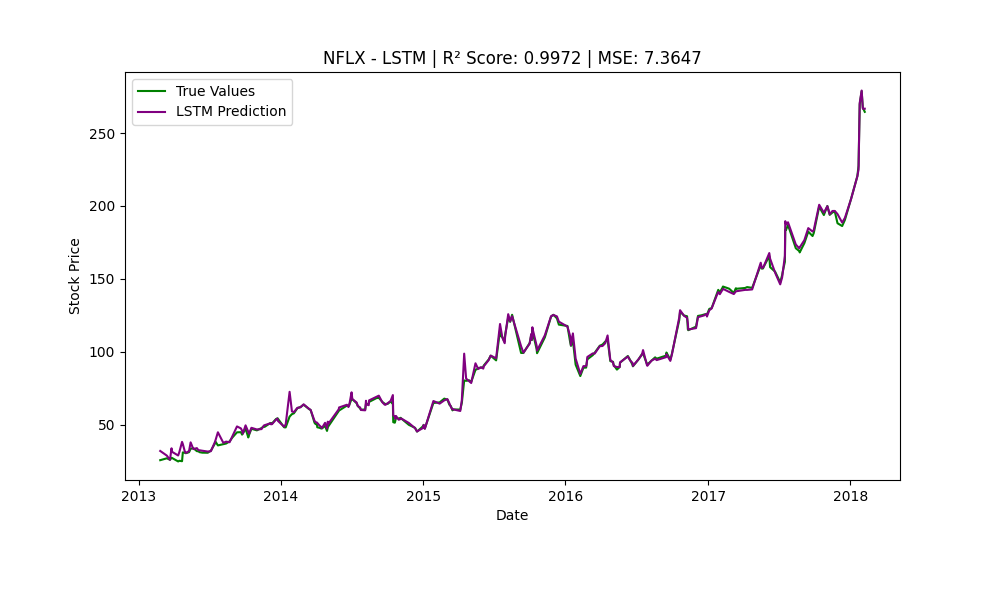 NFLX - LSTM | R² Score: 0.9972 | MSE: 7.3647
True Values
LSTM Prediction
Stock Price
250
200
150
100
50
2013 2014 2015 2016 2017 2018
Date